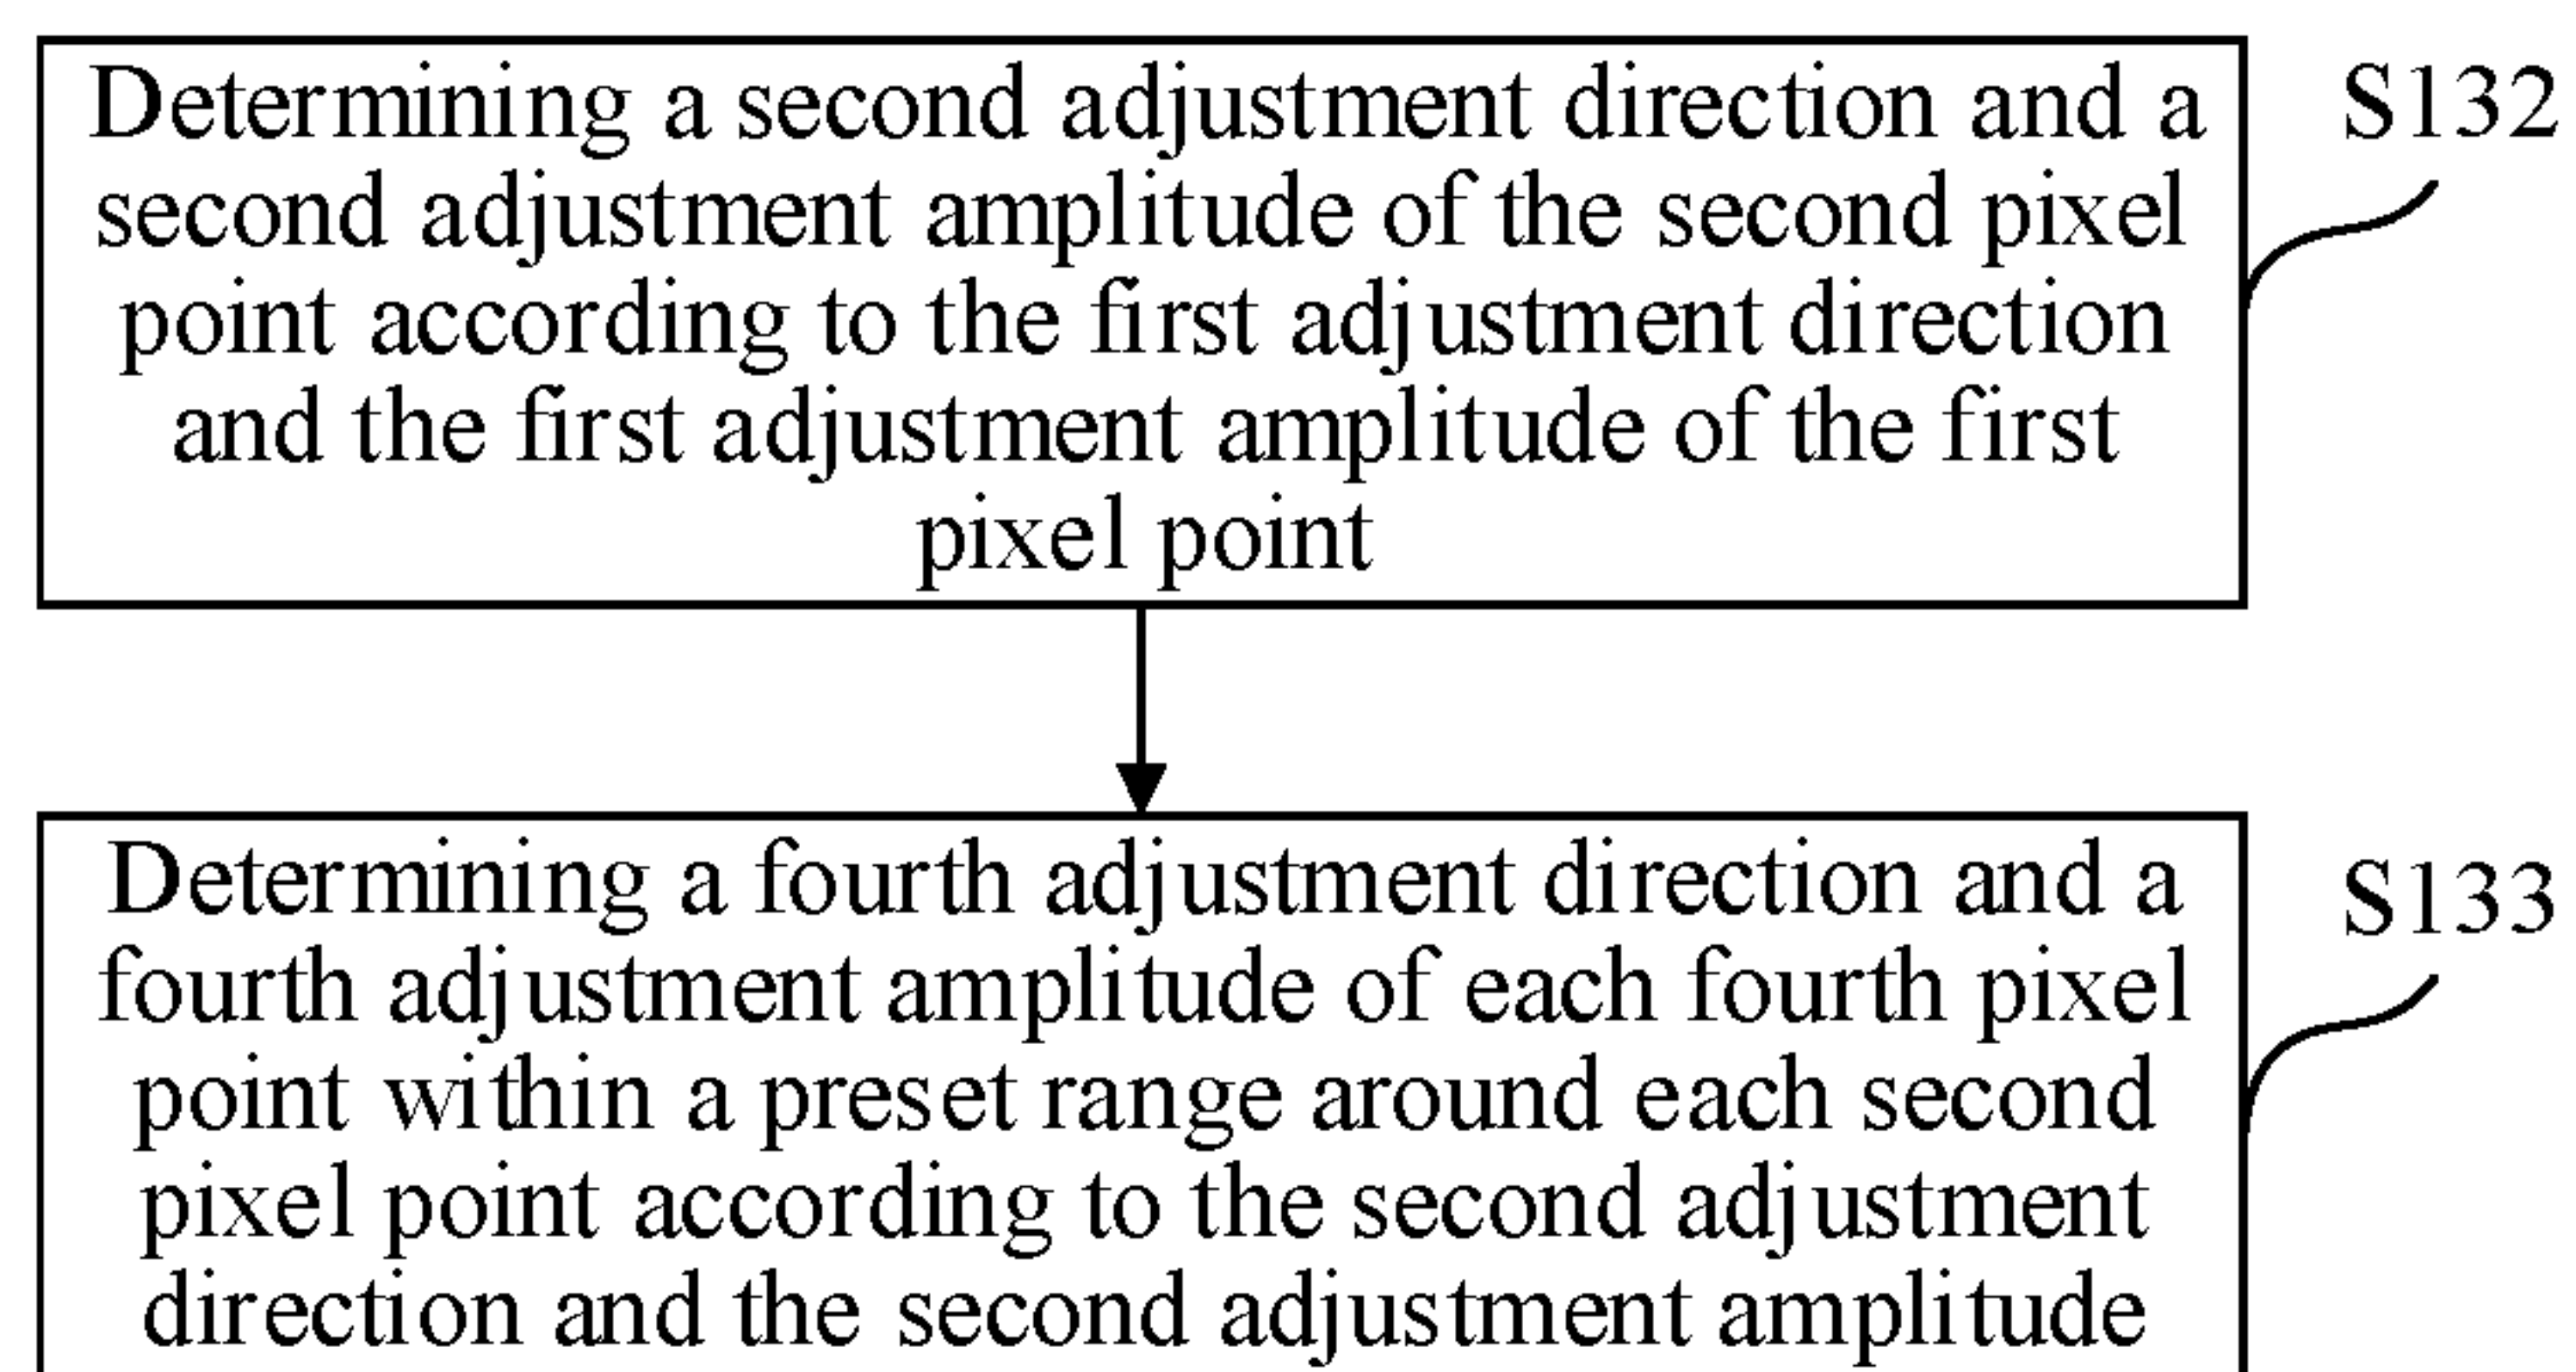 Determining a second adjustment direction and a
second adjustment amplitude of the second pixel
point according to the first adjustment direction
and the first adjustment amplitude of the first
pixel point
S132
Determining a fourth adjustment direction and a
fourth adjustment amplitude of each fourth pixel
point within a preset range around each second
pixel point according to the second adjustment
direction and the second adjustment amplitude
S133